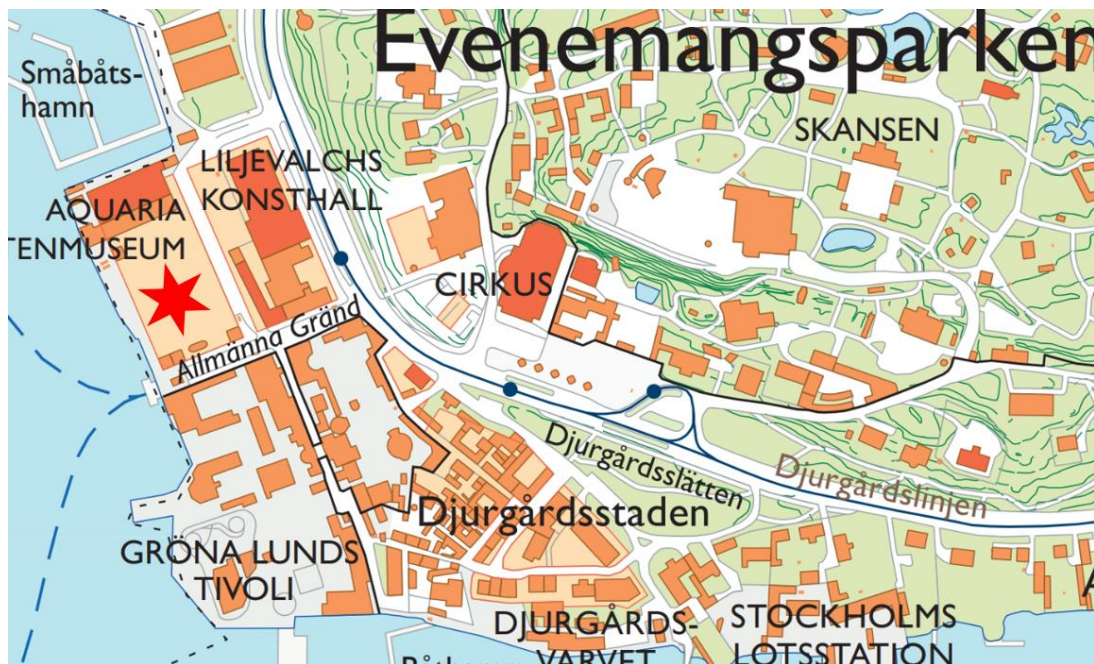 Evenemangsparken
Småbåts-
hamn
SKANSEN
LILJEVALCHS
KONSTHALL
AQUARIA
TENMUSEUM
CIRKUS
Allmänna Gränd
Djurgårdsslätten
Djurgårdslinjen
Djurgårdsstaden
GRÖNA LUNDS
TIVOLI
DJURGÅRDS-
VARVET
STOCKHOLMS
LOTSSTATION